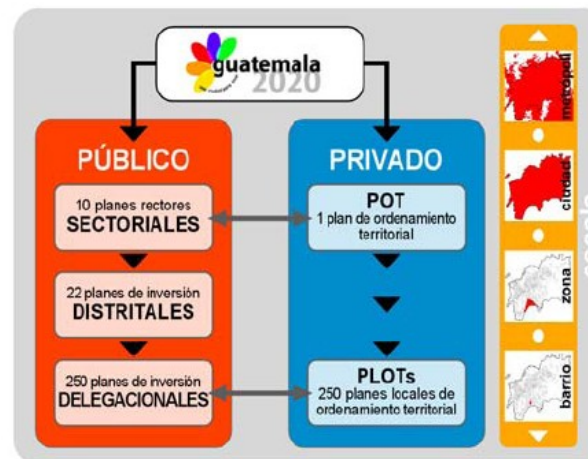 guatemala
2020
PÚBLICO
10 planes rectores
SECTORIALES
22 planes de inversión
DISTRITALES
250 planes de inversión
DELEGACIONALES
PRIVADO
POT
1 plan de ordenamiento
territorial
PLOTs
250 planes locales de
ordenamiento territorial
metrópoli
ciudad
zona
barrio